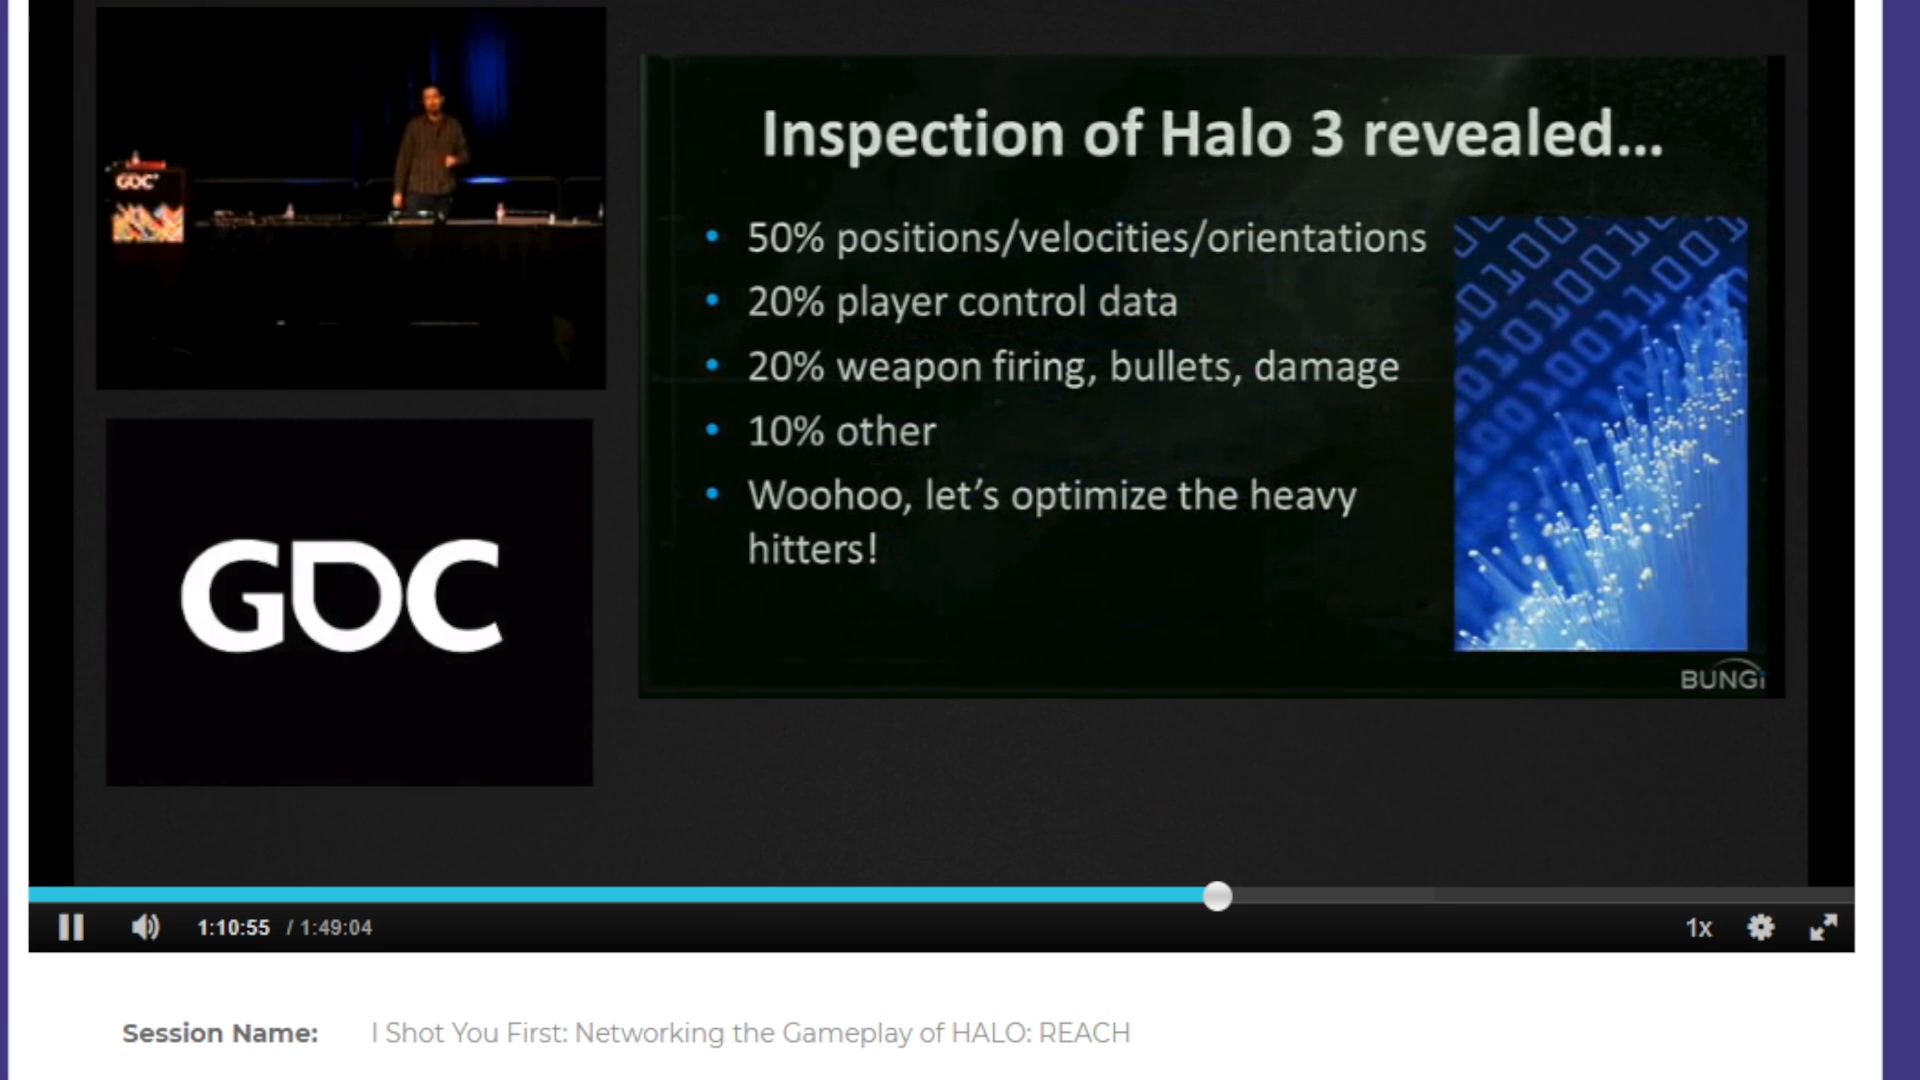 GDC
Inspection of Halo 3 revealed...
• 50% positions/velocities/orientations
• 20% player control data
• 20% weapon firing, bullets, damage
• 10% other
• Woohoo, let's optimize the heavy
hitters!
GDC
BUNGi
1:10:55 / 1:49:04
1x
Session Name: I Shot You First: Networking the Gameplay of HALO: REACH